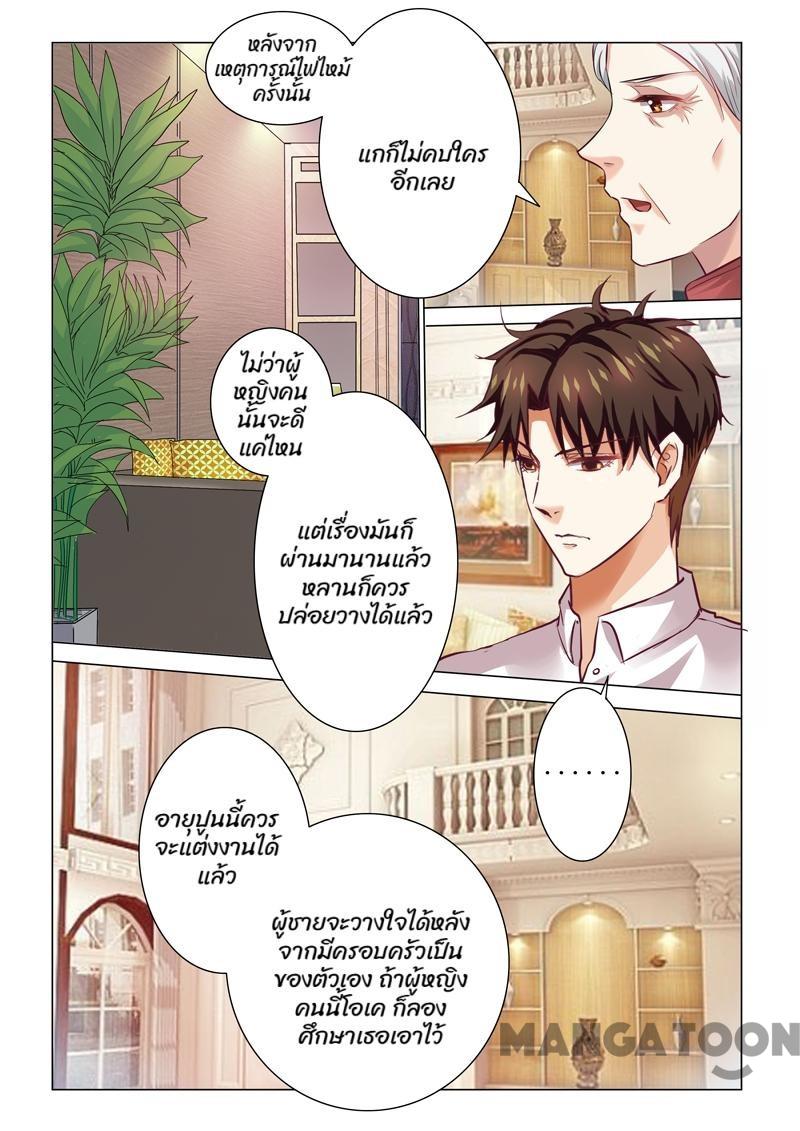 หลังจาก
เหตุการณ์ไฟไหม้
ครั้งนั้น
แกก็ไม่คบใคร
อีกเลย
ไม่ว่าผู้
หญิงคน
นั้นจะดี
แค่ไหน
แต่เรื่องมันก็
ผ่านมานานแล้ว
หลานก็ควร
ปล่อยวางได้แล้ว
......
อายุปูนนี้ควร
จะแต่งงานได้
แล้ว
ผู้ชายจะวางใจได้หลัง
จากมีครอบครัวเป็น
ของตัวเอง ถ้าผู้หญิง
คนนี้โอเค ก็ลอง
ศึกษาเธอเอาไว้
MANGATOON